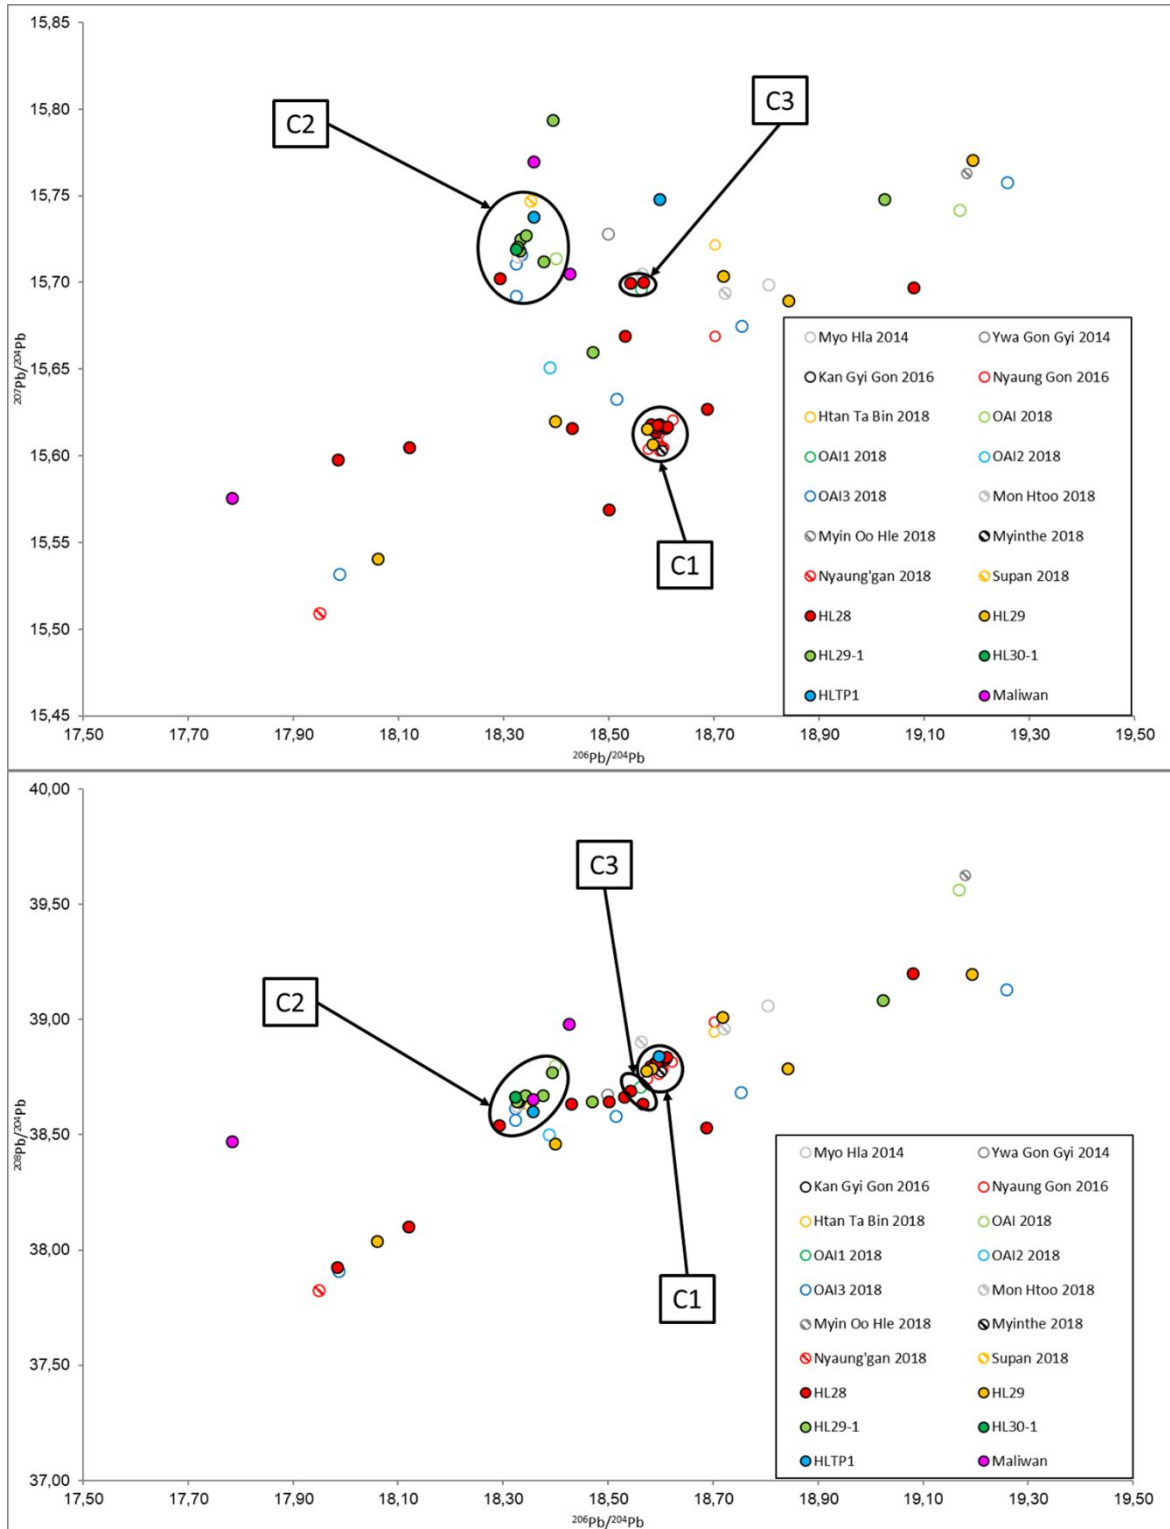 15,85
15,80
15,75
15,70
15,65
15,60
15,55
15,50
15,45
²⁰⁷Pb/²⁰⁴Pb
C2
C3
C1
Myo Hla 2014 Ywa Gon Gyi 2014
Kan Gyi Gon 2016 Nyaung Gon 2016
Htan Ta Bin 2018 OAI 2018
OAI1 2018 OAI2 2018
OAI3 2018 Mon Htoo 2018
Myin Oo Hle 2018 Myinthe 2018
Nyaung'gan 2018 Supan 2018
HL28 HL29
HL29-1 HL30-1
HLTP1 Maliwan
17,50 17,70 17,90 18,10 18,30 18,50 18,70 18,90 19,10 19,30 19,50
²⁰⁶Pb/²⁰⁴Pb
40,00
39,50
39,00
38,50
38,00
37,50
37,00
²⁰⁸Pb/²⁰⁴Pb
C3
C2
C1
Myo Hla 2014 Ywa Gon Gyi 2014
Kan Gyi Gon 2016 Nyaung Gon 2016
Htan Ta Bin 2018 OAI 2018
OAI1 2018 OAI2 2018
OAI3 2018 Mon Htoo 2018
Myin Oo Hle 2018 Myinthe 2018
Nyaung'gan 2018 Supan 2018
HL28 HL29
HL29-1 HL30-1
HLTP1 Maliwan
17,50 17,70 17,90 18,10 18,30 18,50 18,70 18,90 19,10 19,30 19,50
²⁰⁶Pb/²⁰⁴Pb